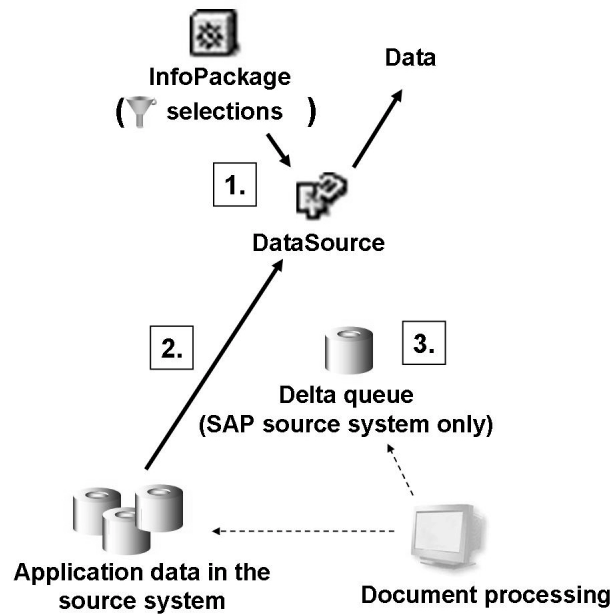 InfoPackage
( selections )
Data
1.
DataSource
2.
3.
Delta queue
(SAP source system only)
Application data in the
source system
Document processing